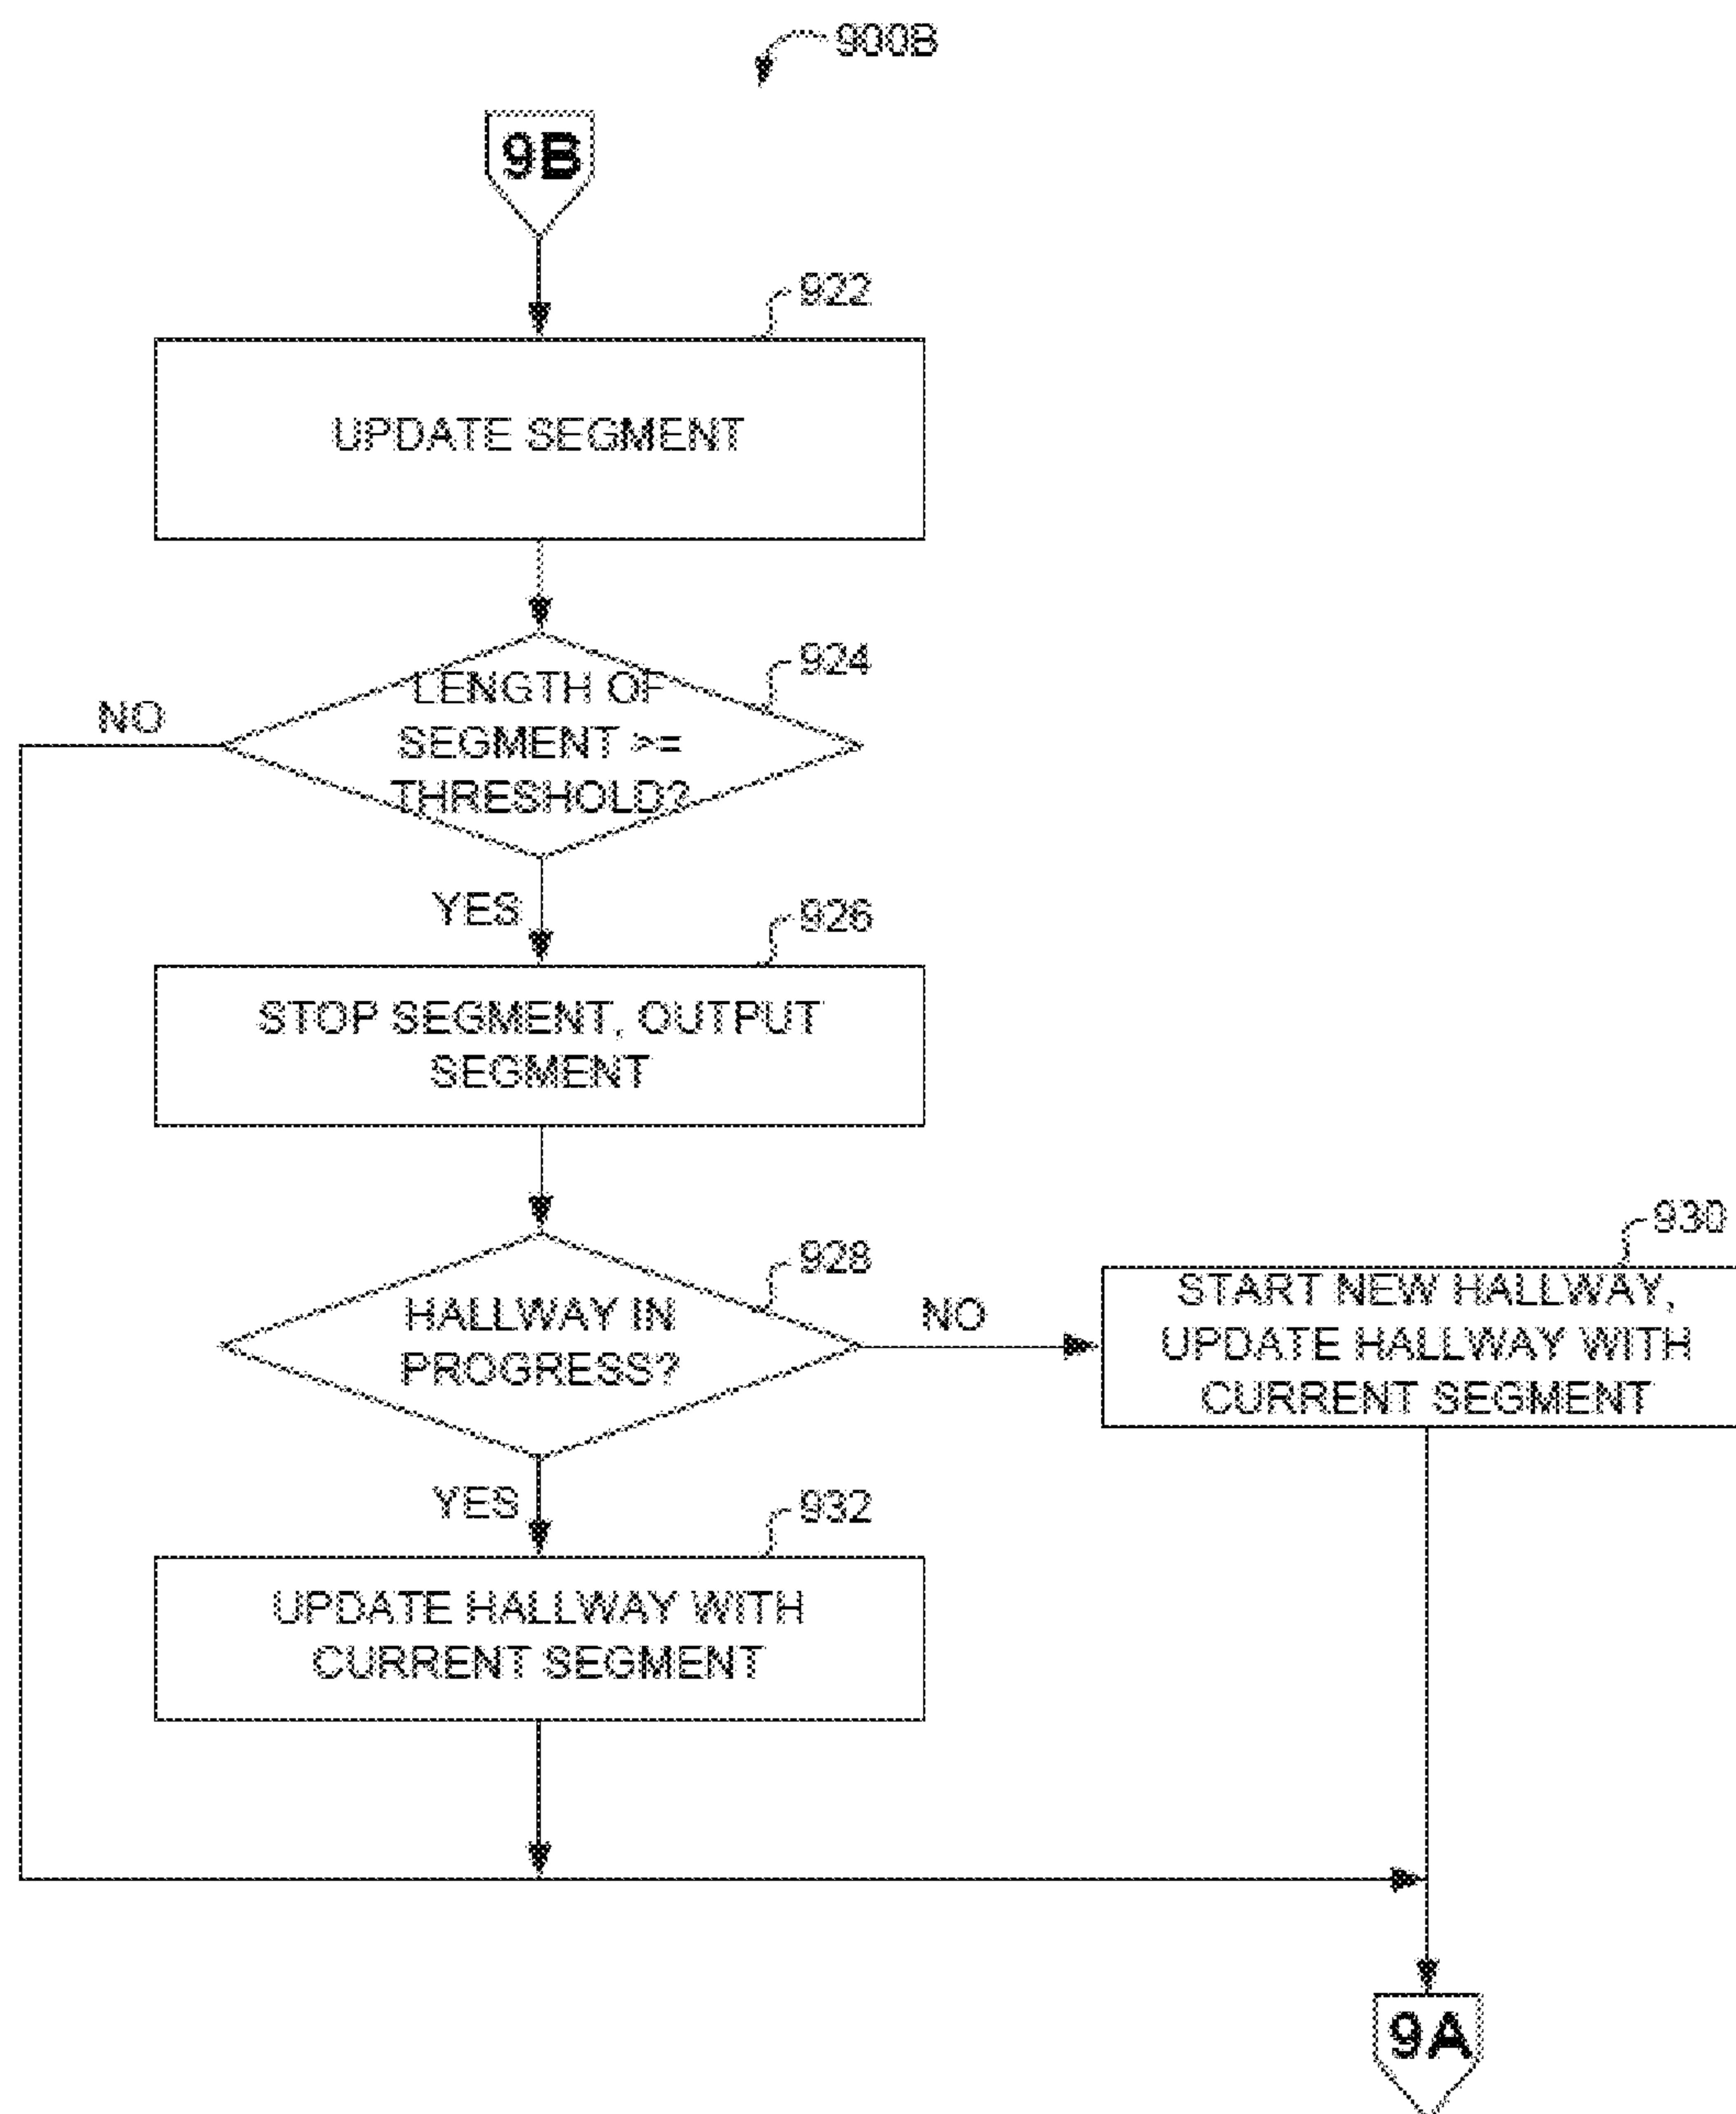 900B
9B
922
UPDATE SEGMENT
924
LENGTH OF
SEGMENT >=
THRESHOLD?
NO
YES
926
STOP SEGMENT, OUTPUT
SEGMENT
928
HALLWAY IN
PROGRESS?
NO
930
START NEW HALLWAY,
UPDATE HALLWAY WITH
CURRENT SEGMENT
YES
932
UPDATE HALLWAY WITH
CURRENT SEGMENT
9A